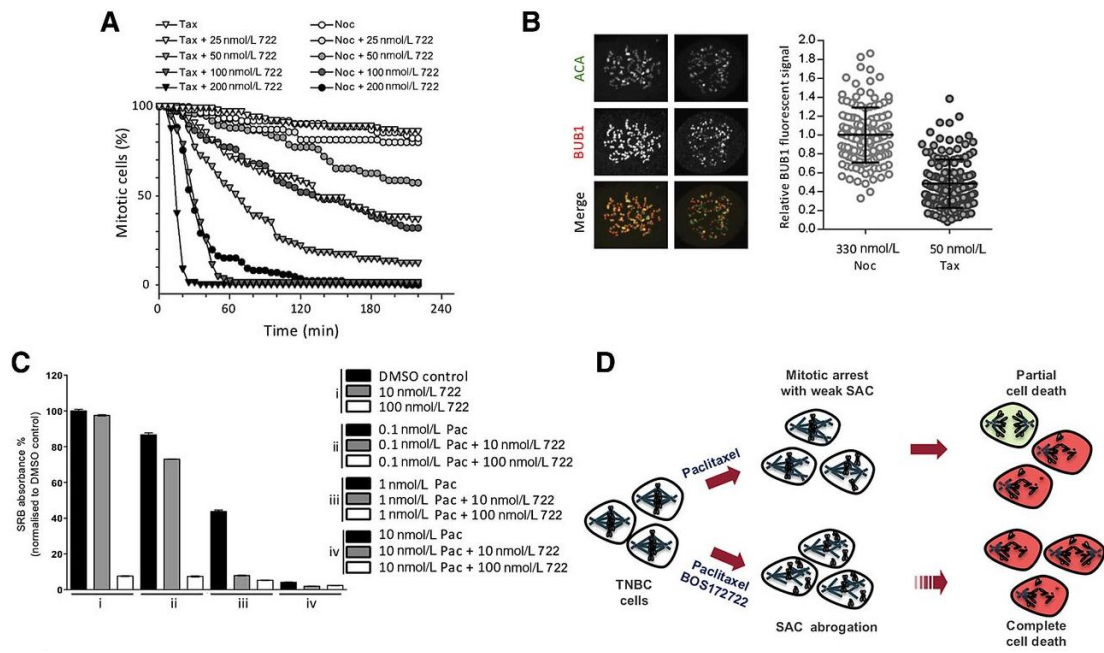 A
Tax
Tax + 25 nmol/L 722
Tax + 50 nmol/L 722
Tax + 100 nmol/L 722
Tax + 200 nmol/L 722
Noc
Noc + 25 nmol/L 722
Noc + 50 nmol/L 722
Noc + 100 nmol/L 722
Noc + 200 nmol/L 722
Mitotic cells (%)
100
50
0
0 60 120 180 240
Time (min)
B
ACA
BUB1
Merge
Relative BUB1 fluorescent signal
2.0
1.8
1.6
1.4
1.2
1.0
0.8
0.6
0.4
0.2
0.0
330 nmol/L
Noc
50 nmol/L
Tax
C
SRB absorbance %
(normalised to DMSO control)
120
100
80
60
40
20
0
i ii iii iv
i
DMSO control
10 nmol/L 722
100 nmol/L 722
ii
0.1 nmol/L Pac
0.1 nmol/L Pac + 10 nmol/L 722
0.1 nmol/L Pac + 100 nmol/L 722
iii
1 nmol/L Pac
1 nmol/L Pac + 10 nmol/L 722
1 nmol/L Pac + 100 nmol/L 722
iv
10 nmol/L Pac
10 nmol/L Pac + 10 nmol/L 722
10 nmol/L Pac + 100 nmol/L 722
D
Mitotic arrest
with weak SAC
Partial
cell death
Paclitaxel
TNBC
cells
Paclitaxel
BOS172722
SAC abrogation
Complete
cell death